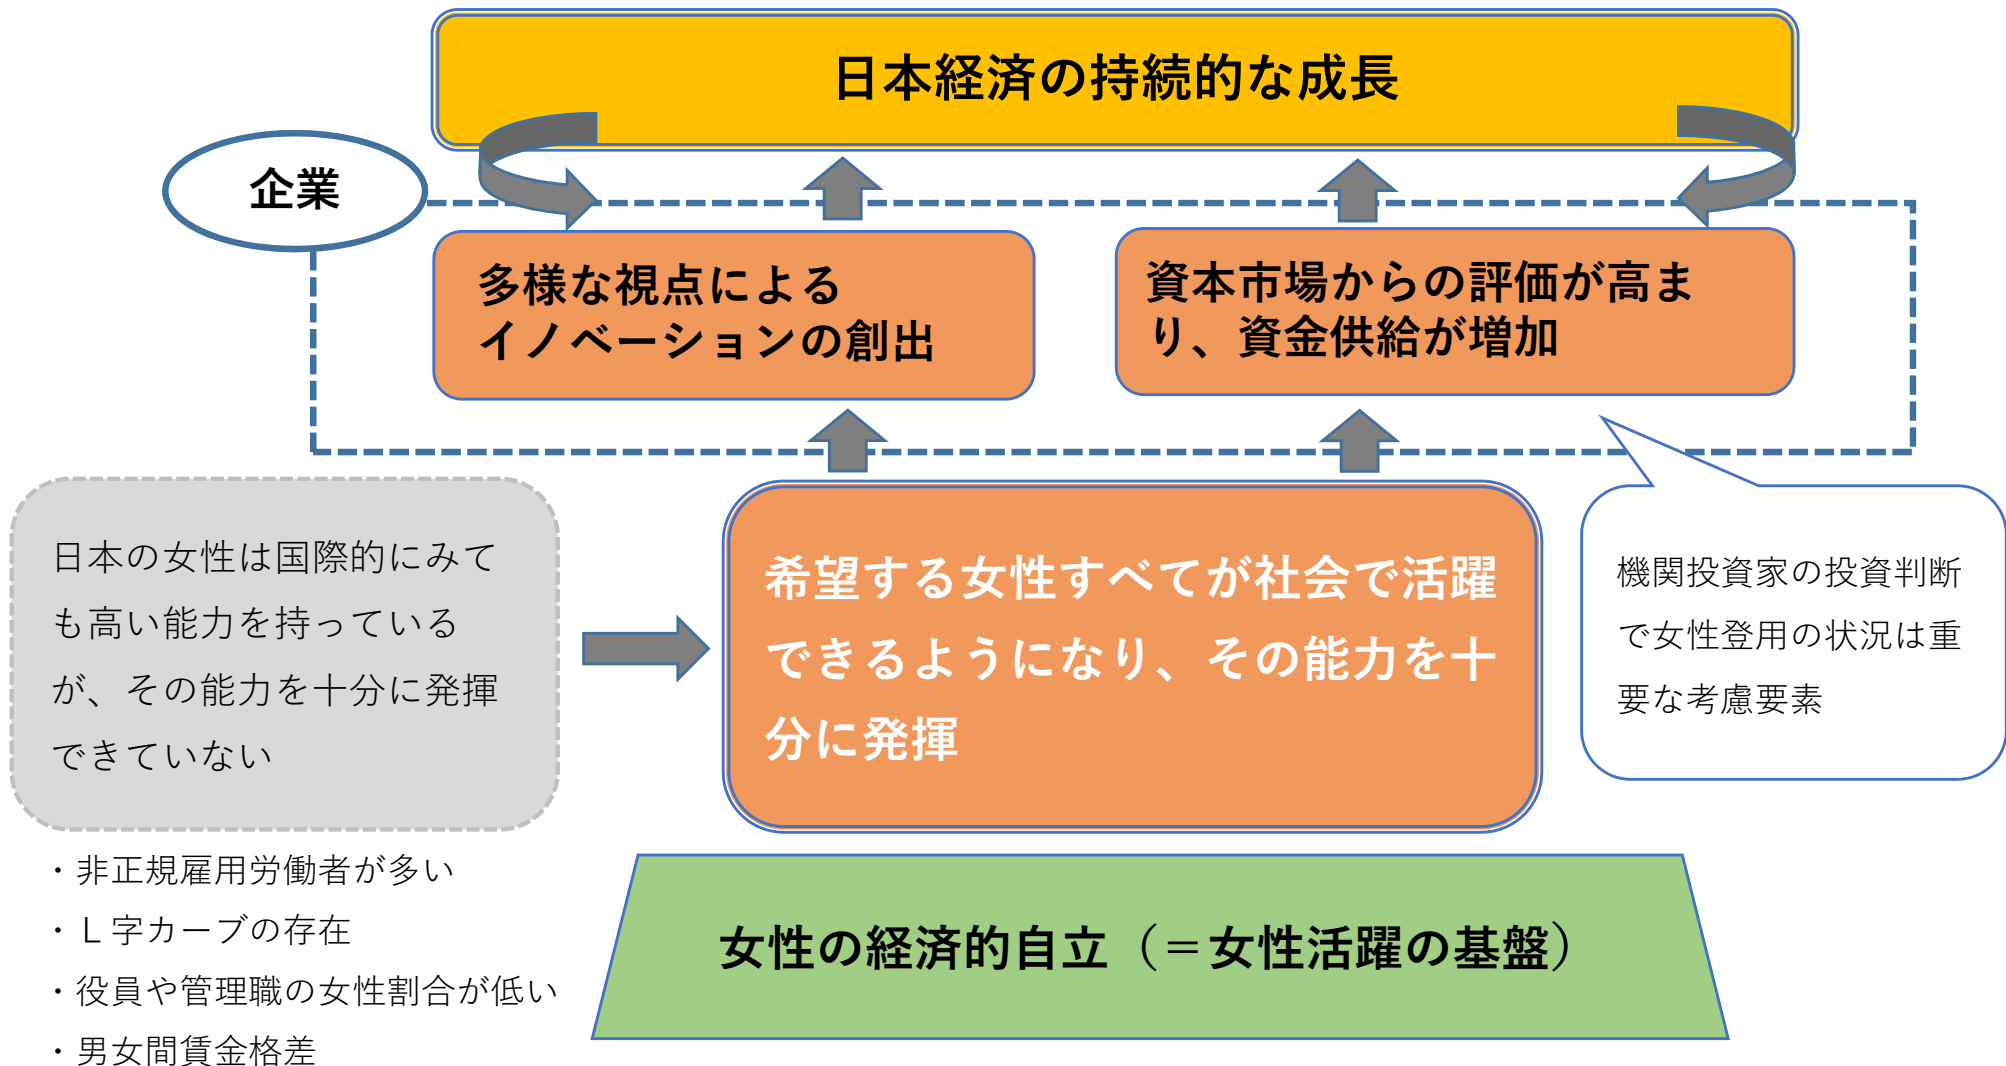 日本経済の持続的な成長
企業
多様な視点による
イノベーションの創出
資本市場からの評価が高ま
り、資金供給が増加
日本の女性は国際的にみて
も高い能力を持っている
が、その能力を十分に発揮
できていない
希望する女性すべてが社会で活躍
できるようになり、その能力を十
分に発揮
機関投資家の投資判断
で女性登用の状況は重
要な考慮要素
・非正規雇用労働者が多い
・Ｌ字カーブの存在
・役員や管理職の女性割合が低い
・男女間賃金格差
女性の経済的自立（＝女性活躍の基盤）